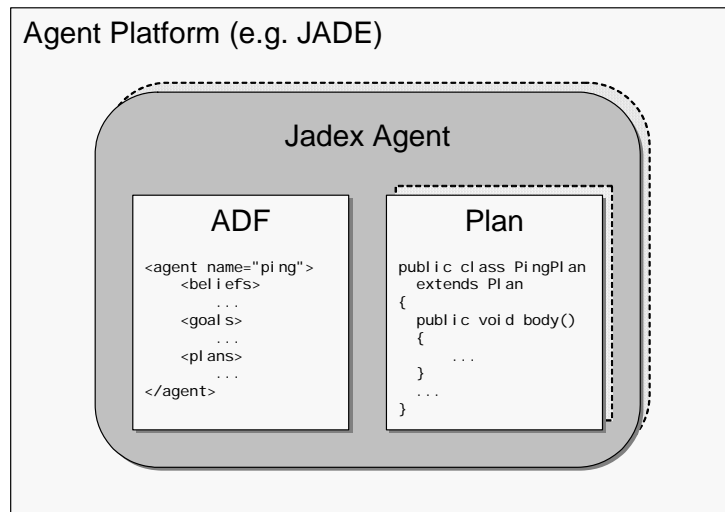 Agent Platform (e.g. JADE)
Jadex Agent
ADF
<agent name="ping">
<beliefs>
...
<goals>
...
<plans>
...
</agent>
Plan
public class PingPlan
extends Plan
{
public void body()
{
...
}
...
}